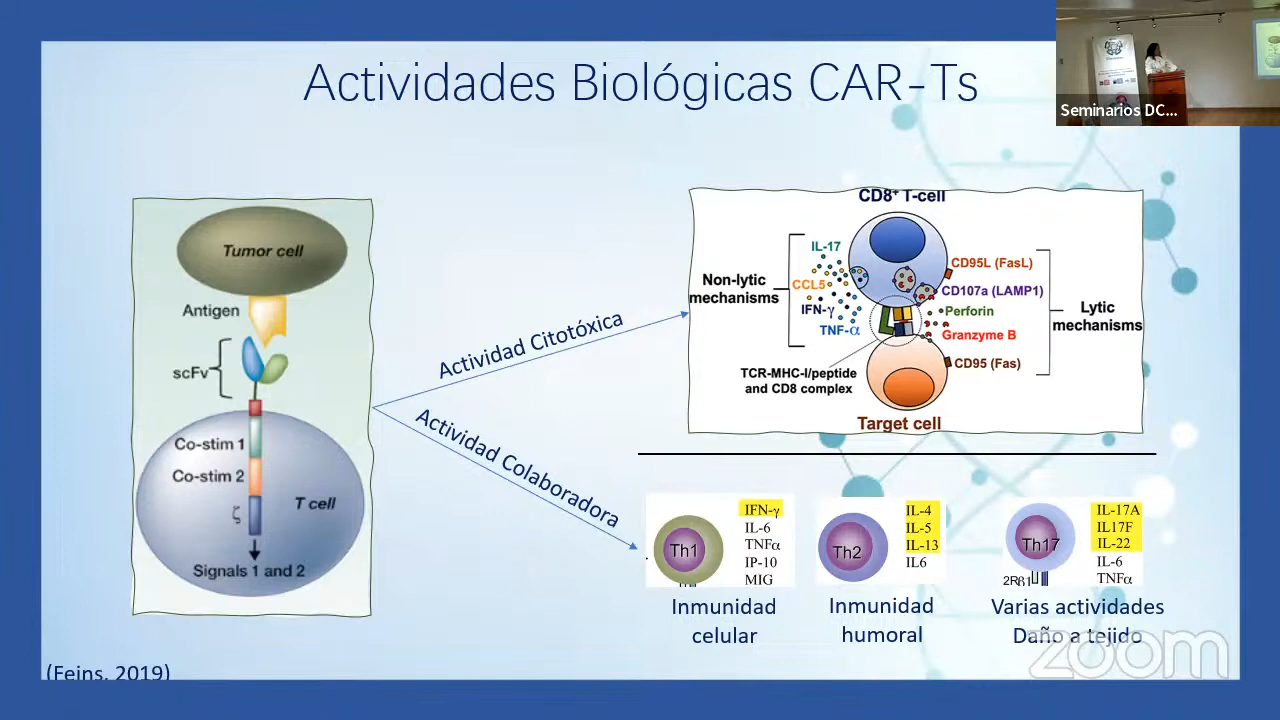 Actividades Biológicas CAR-Ts
Seminarios DC...
Tumor cell
Antigen
scFv
Co-stim 1
Co-stim 2
ζ
T cell
Signals 1 and 2
Actividad Citotóxica
Actividad Colaboradora
CD8+ T-cell
IL-17
CCL5
IFN-γ
TNF-α
Non-lytic
mechanisms
CD95L (FasL)
CD107a (LAMP1)
Perforin
Granzyme B
CD95 (Fas)
Lytic
mechanisms
TCR-MHC-I/peptide
and CD8 complex
Target cell
Th1
IFN-γ
IL-6
TNFα
IP-10
MIG
Inmunidad
celular
Th2
IL-4
IL-5
IL-13
IL6
Inmunidad
humoral
Th17
2Rβ1
IL-17A
IL17F
IL-22
IL-6
TNFα
Varias actividades
Daño a tejido
(Feins, 2019)
zoom